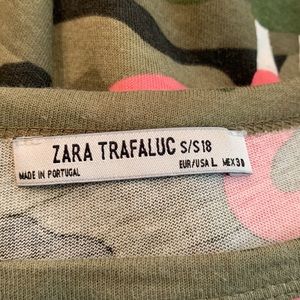 ZARA TRAFALUC S/S18
MADE IN PORTUGAL
EUR/USA L MEX 30